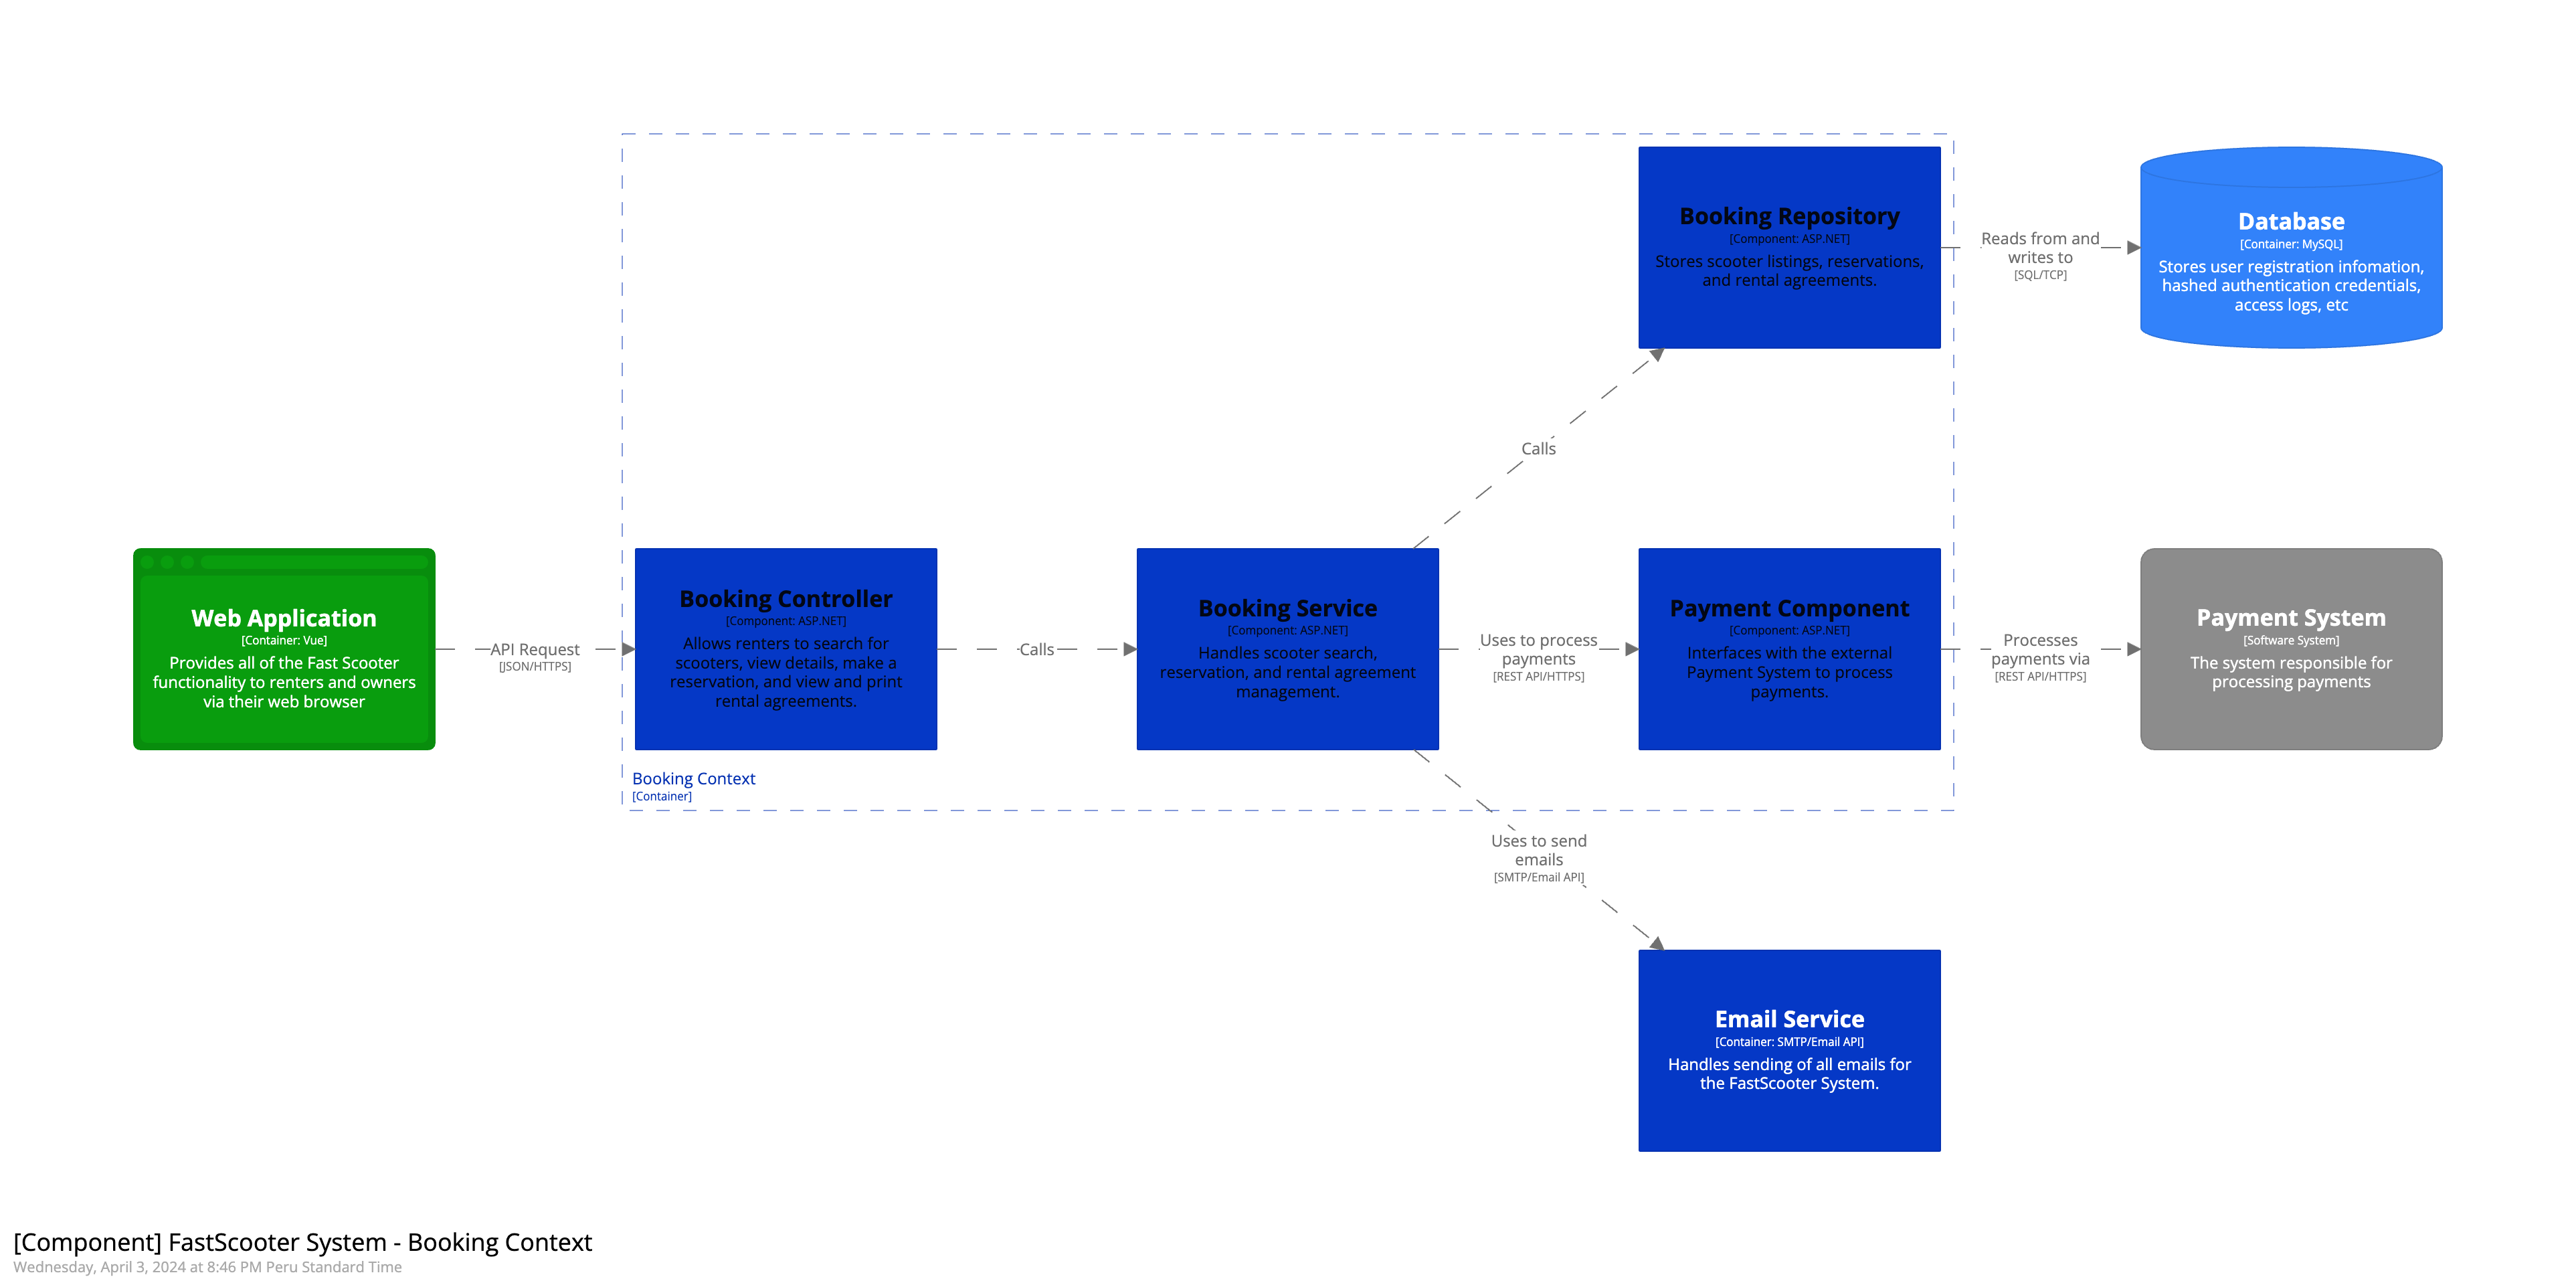 Booking Repository
[Component: ASP.NET]
Stores scooter listings, reservations,
and rental agreements.
Reads from and
writes to
[SQL/TCP]
Database
[Container: MySQL]
Stores user registration infomation,
hashed authentication credentials,
access logs, etc
Calls
Web Application
[Container: Vue]
Provides all of the Fast Scooter
functionality to renters and owners
via their web browser
API Request
[JSON/HTTPS]
Booking Controller
[Component: ASP.NET]
Allows renters to search for
scooters, view details, make a
reservation, and view and print
rental agreements.
Calls
Booking Service
[Component: ASP.NET]
Handles scooter search,
reservation, and rental agreement
management.
Uses to process
payments
[REST API/HTTPS]
Payment Component
[Component: ASP.NET]
Interfaces with the external
Payment System to process
payments.
Processes
payments via
[REST API/HTTPS]
Payment System
[Software System]
The system responsible for
processing payments
Booking Context
[Container]
Uses to send
emails
[SMTP/Email API]
Email Service
[Container: SMTP/Email API]
Handles sending of all emails for
the FastScooter System.
[Component] FastScooter System - Booking Context
Wednesday, April 3, 2024 at 8:46 PM Peru Standard Time